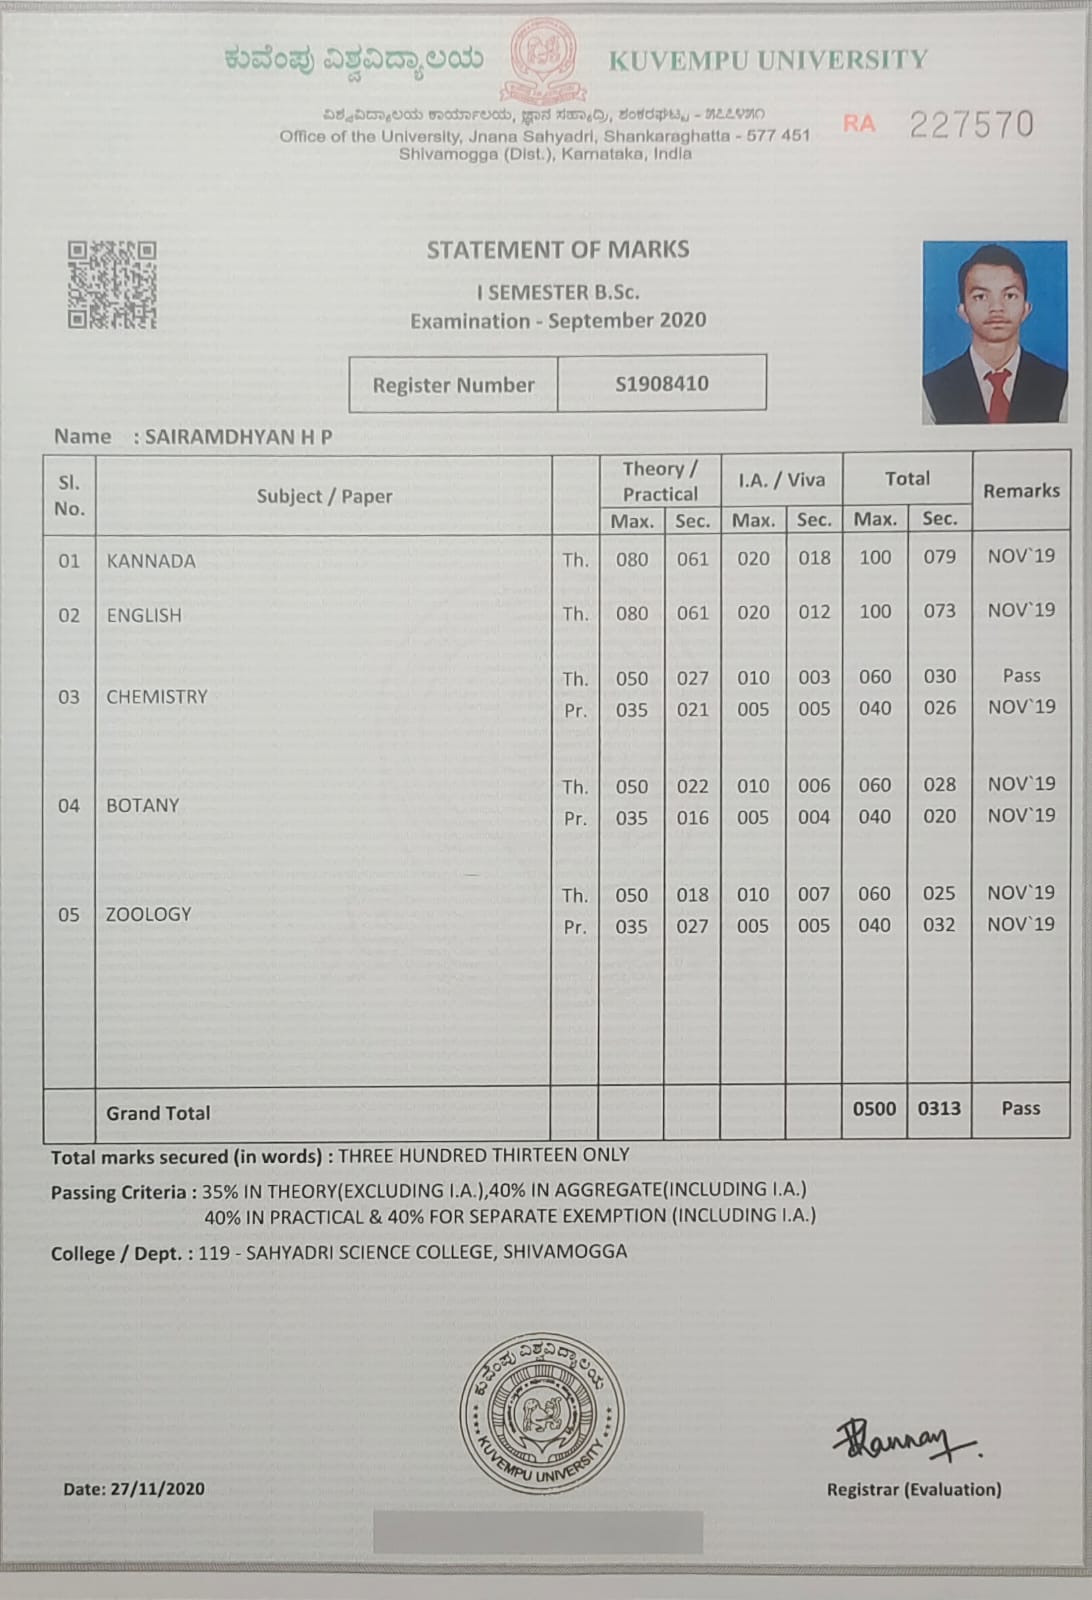 ಕುವೆಂಪು ವಿಶ್ವವಿದ್ಯಾಲಯ KUVEMPU UNIVERSITY
ವಿಶ್ವವಿದ್ಯಾಲಯ ಕಾರ್ಯಾಲಯ, ಜ್ಞಾನ ಸಹ್ಯಾದ್ರಿ, ಶಂಕರಘಟ್ಟ - ೫೭೭೪೫೧
RA 227570
Office of the University, Jnana Sahyadri, Shankaraghatta - 577 451
Shivamogga (Dist.), Karnataka, India
STATEMENT OF MARKS
I SEMESTER B.Sc.
Examination - September 2020
Register Number S1908410
Name : SAIRAMDHYAN H P
Sl. No. Subject / Paper Theory / Practical I.A. / Viva Total Remarks
Max. Sec. Max. Sec. Max. Sec.
01 KANNADA Th. 080 061 020 018 100 079 NOV`19
02 ENGLISH Th. 080 061 020 012 100 073 NOV`19
03 CHEMISTRY Th. 050 027 010 003 060 030 Pass
Pr. 035 021 005 005 040 026 NOV`19
04 BOTANY Th. 050 022 010 006 060 028 NOV`19
Pr. 035 016 005 004 040 020 NOV`19
05 ZOOLOGY Th. 050 018 010 007 060 025 NOV`19
Pr. 035 027 005 005 040 032 NOV`19
Grand Total 0500 0313 Pass
Total marks secured (in words) : THREE HUNDRED THIRTEEN ONLY
Passing Criteria : 35% IN THEORY(EXCLUDING I.A.),40% IN AGGREGATE(INCLUDING I.A.)
40% IN PRACTICAL & 40% FOR SEPARATE EXEMPTION (INCLUDING I.A.)
College / Dept. : 119 - SAHYADRI SCIENCE COLLEGE, SHIVAMOGGA
ಕುವೆಂಪು ವಿಶ್ವವಿದ್ಯಾಲಯ
KUVEMPU UNIVERSITY
Date: 27/11/2020
Registrar (Evaluation)